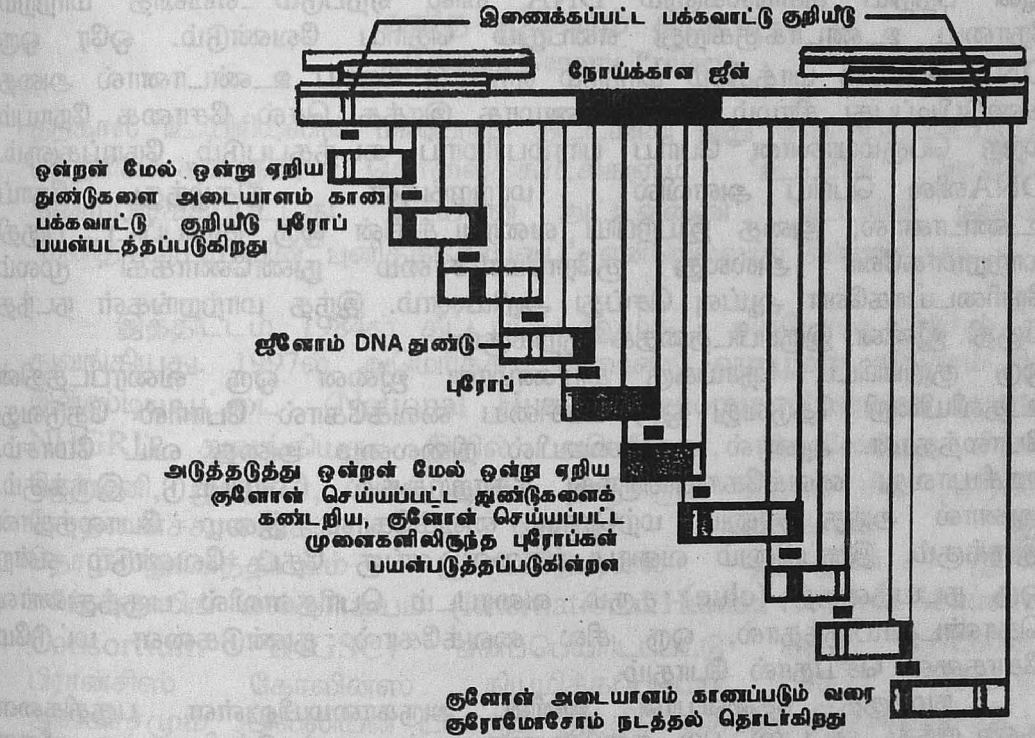 இணைக்கப்பட்ட பக்கவாட்டு குறியீடு
நோய்க்கான ஜீன்
ஒன்றன் மேல் ஒன்று ஏறிய
துண்டுகளை அடையாளம் காண
பக்கவாட்டு குறியீடு புரோப்
பயன்படத்தப்படுகிறது
ஜீனோம் DNA துண்டு
புரோப்
அடுத்தடுத்து ஒன்றன் மேல் ஒன்று ஏறிய
குளோன் செய்யப்பட்ட துண்டுகளைக்
கண்டறிய, குளோன் செய்யப்பட்ட
முனைகளிலிருந்த புரோப்கள்
பயன்படுத்தப்படுகின்றன
குளோன் அடையாளம் காணப்படும் வரை
குரோமோசோம் நடத்தல் தொடர்கிறது